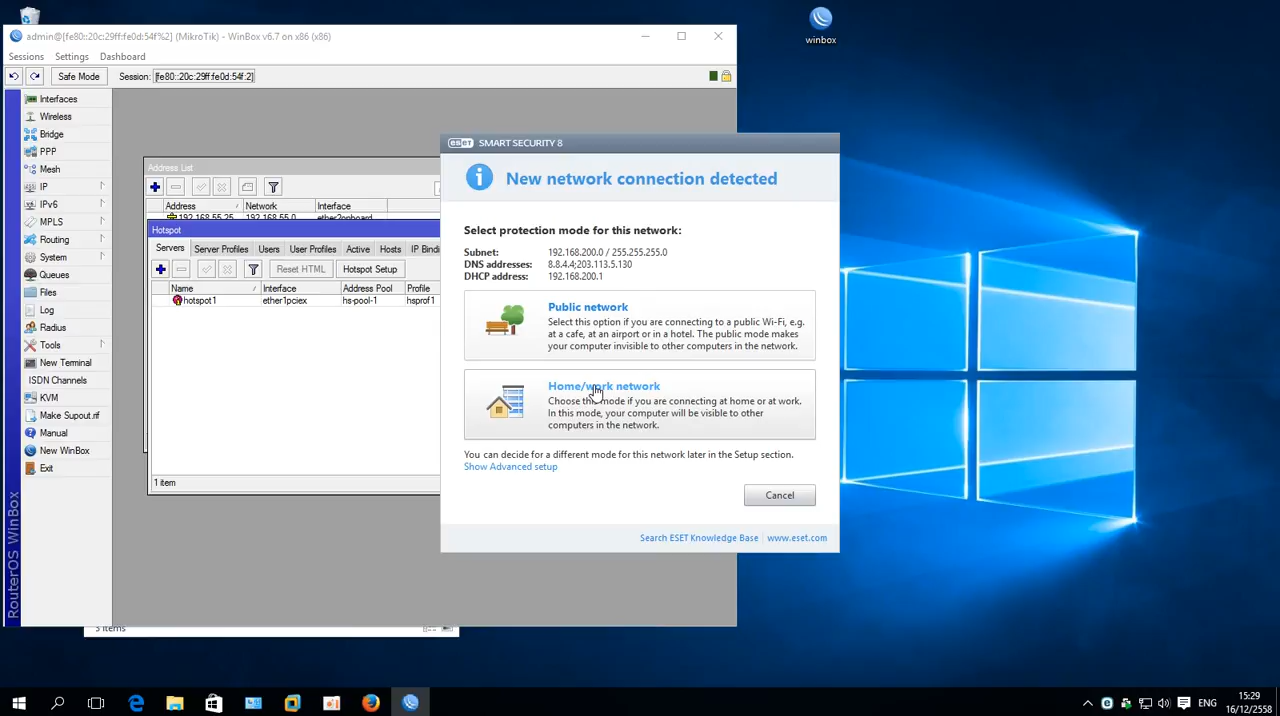 admin@[fe80::20c:29ff:fe0d:54f%2] (MikroTik) - WinBox v6.7 on x86 (x86)
winbox
Sessions Settings Dashboard
Safe Mode Session: [fe80::20c:29ff:fe0d:54f:2]
Interfaces
Wireless
Bridge
PPP
Mesh
IP
IPv6
MPLS
Routing
System
Queues
Files
Log
Radius
Tools
New Terminal
ISDN Channels
KVM
Make Supout.rif
Manual
New WinBox
Exit
RouterOS WinBox
Address List
Address Network Interface
192.168.55.25 192.168.55.0 ether2onboard
Hotspot
Servers Server Profiles Users User Profiles Active Hosts IP Bindi
Reset HTML Hotspot Setup
Name Interface Address Pool Profile
hotspot1 ether1pciex hs-pool-1 hsprof1
1 item
3 items
eset SMART SECURITY 8
New network connection detected
Select protection mode for this network:
Subnet: 192.168.200.0 / 255.255.255.0
DNS addresses: 8.8.4.4;203.113.5.130
DHCP address: 192.168.200.1
Public network
Select this option if you are connecting to a public Wi-Fi, e.g.
at a cafe, at an airport or in a hotel. The public mode makes
your computer invisible to other computers in the network.
Home/work network
Choose this mode if you are connecting at home or at work.
In this mode, your computer will be visible to other
computers in the network.
You can decide for a different mode for this network later in the Setup section.
Show Advanced setup
Cancel
Search ESET Knowledge Base | www.eset.com
ENG
15:29
16/12/2558